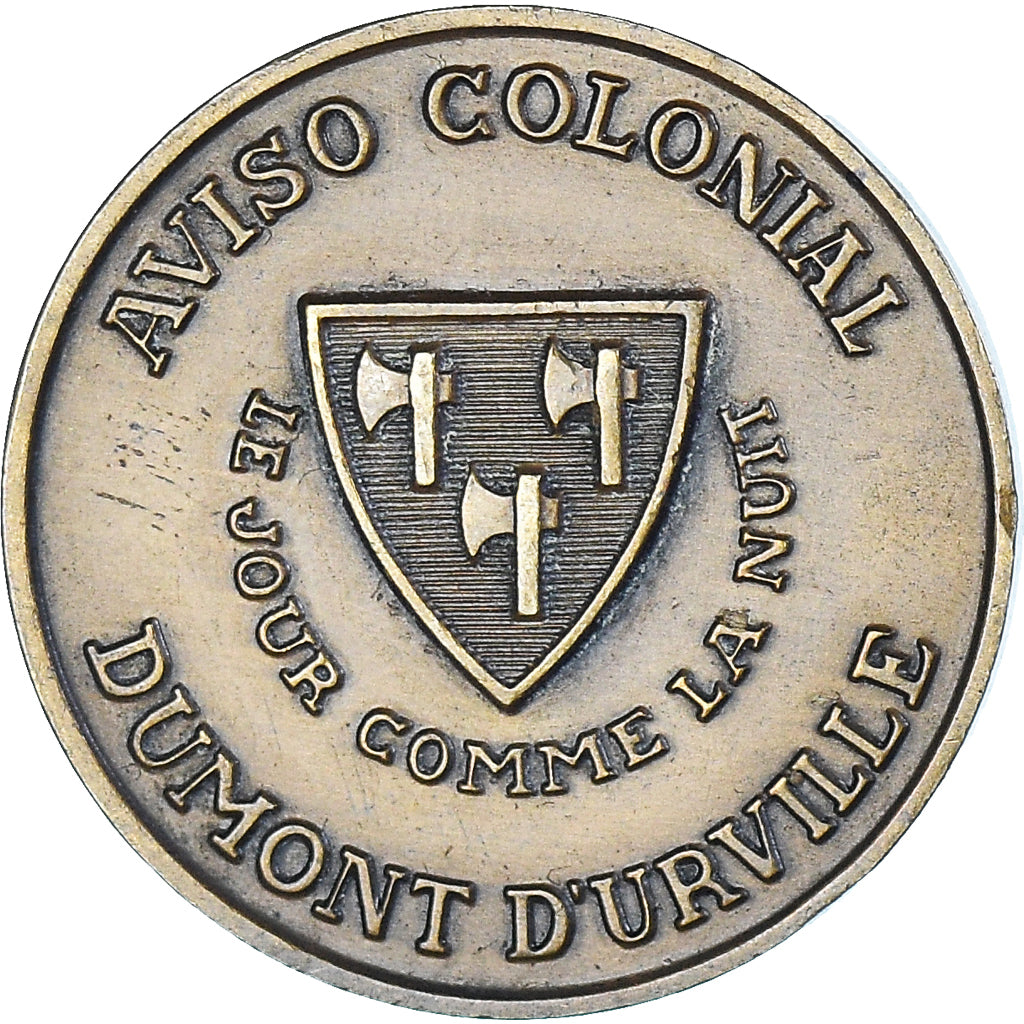 AVISO COLONIAL
LE JOUR COMME LA NUIT
DUMONT D'URVILLE